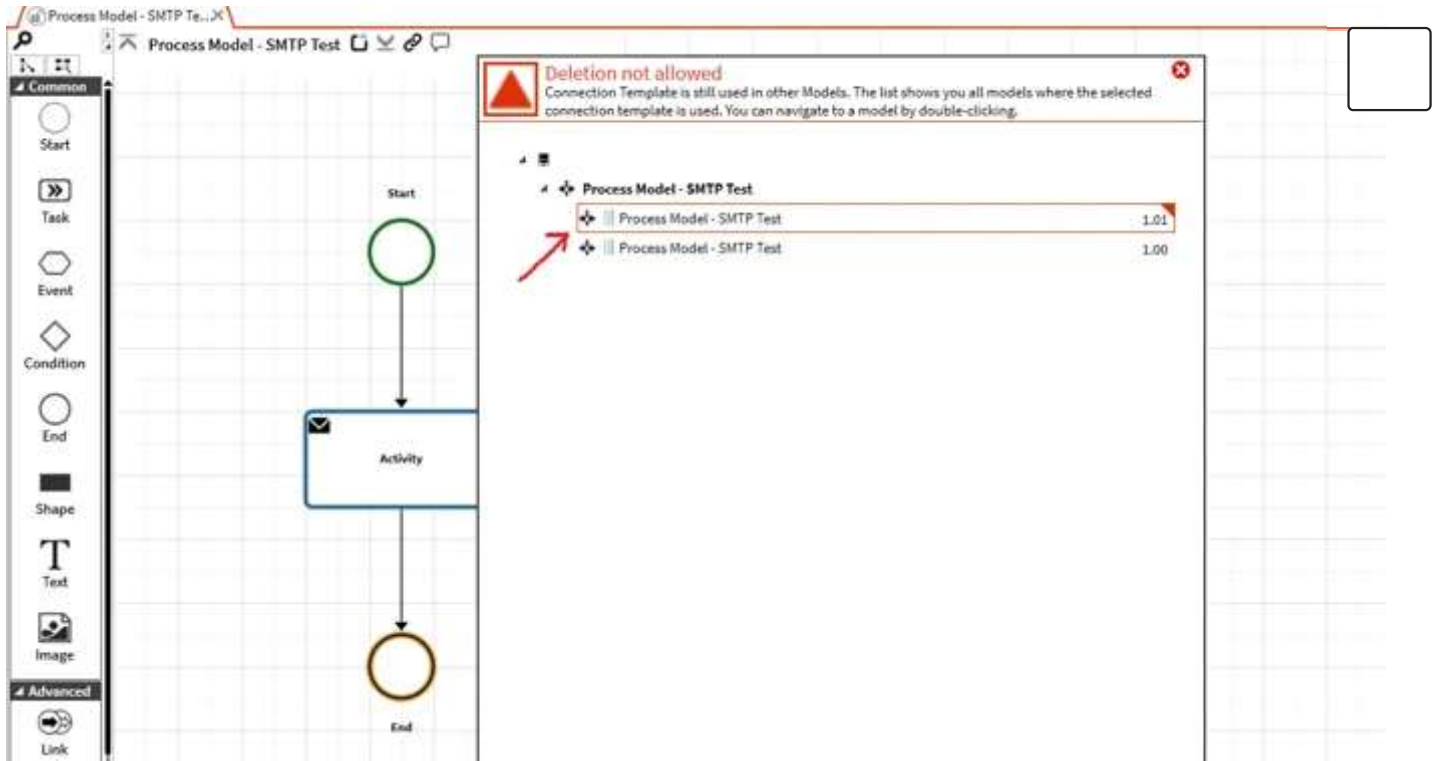 Process Model - SMTP Te...
Process Model - SMTP Test
Common
Start
Task
Event
Condition
End
Shape
T
Text
Image
Advanced
Link
Start
Activity
End
Deletion not allowed
Connection Template is still used in other Models. The list shows you all models where the selected
connection template is used. You can navigate to a model by double-clicking.
Process Model - SMTP Test
Process Model - SMTP Test 1.01
Process Model - SMTP Test 1.00